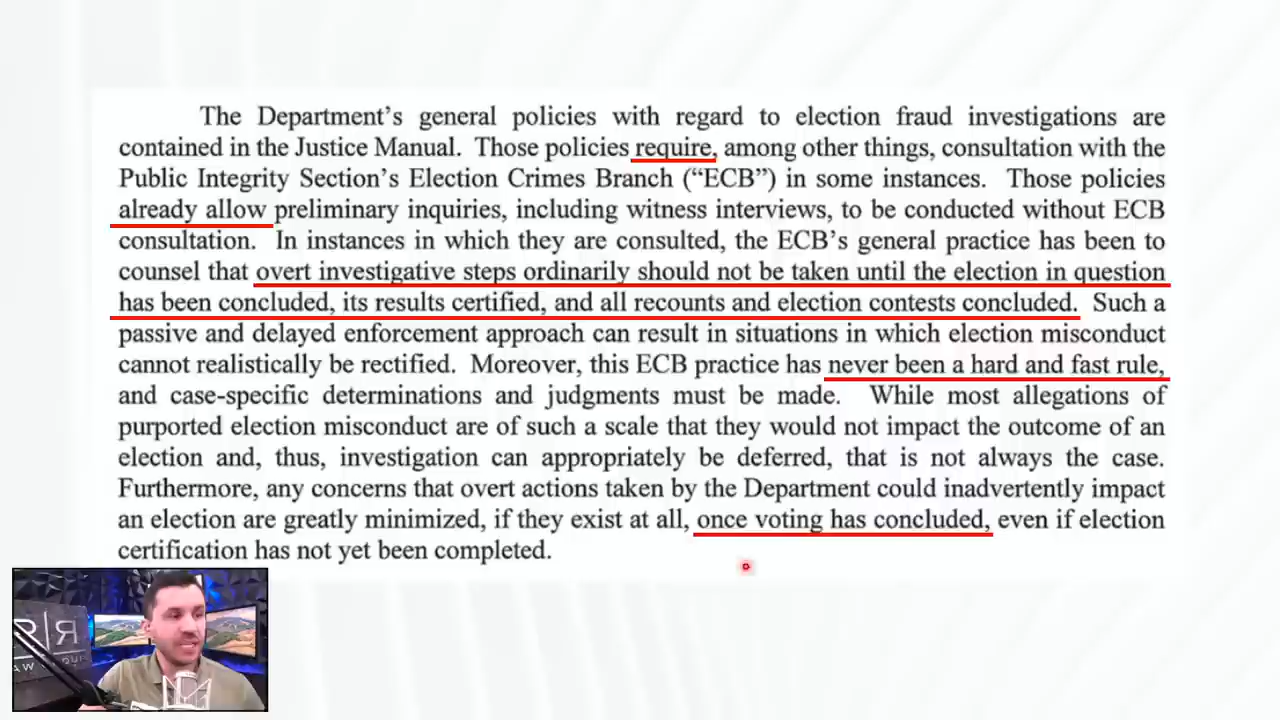 The Department’s general policies with regard to election fraud investigations are
contained in the Justice Manual. Those policies require, among other things, consultation with the
Public Integrity Section’s Election Crimes Branch (“ECB”) in some instances. Those policies
already allow preliminary inquiries, including witness interviews, to be conducted without ECB
consultation. In instances in which they are consulted, the ECB’s general practice has been to
counsel that overt investigative steps ordinarily should not be taken until the election in question
has been concluded, its results certified, and all recounts and election contests concluded. Such a
passive and delayed enforcement approach can result in situations in which election misconduct
cannot realistically be rectified. Moreover, this ECB practice has never been a hard and fast rule,
and case-specific determinations and judgments must be made. While most allegations of
purported election misconduct are of such a scale that they would not impact the outcome of an
election and, thus, investigation can appropriately be deferred, that is not always the case.
Furthermore, any concerns that overt actions taken by the Department could inadvertently impact
an election are greatly minimized, if they exist at all, once voting has concluded, even if election
certification has not yet been completed.
R|R